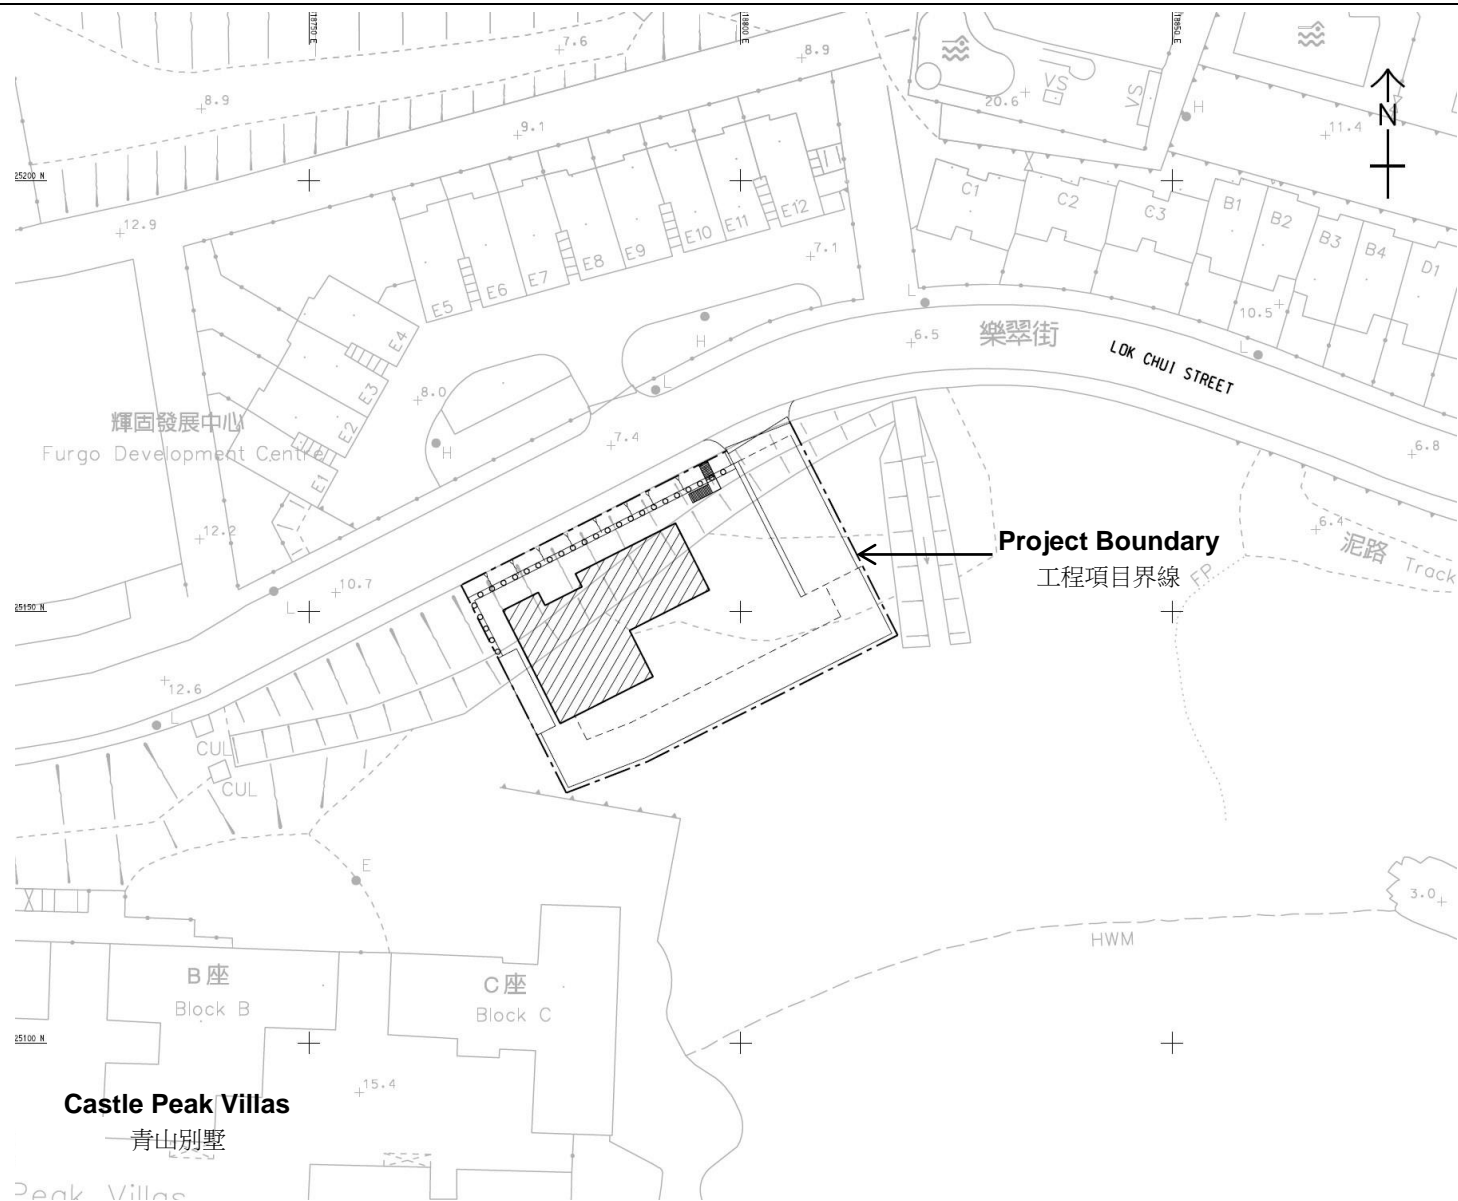 18750 E
18800 E
18850 E
7.6
8.9
8.9
VS
VS
20.6
H
N
9.1
11.4
25200 N
C1
C2
C3
B1
B2
B3
B4
D1
12.9
E12
E11
E10
E9
E8
E7
E6
E5
7.1
L
10.5
H
6.5
樂翠街
LOK CHUI STREET
L
E4
E3
E2
E1
8.0
L
輝固發展中心
Furgo Development Centre
H
7.4
6.8
12.2
Project Boundary
工程項目界線
6.4
泥路
Track
FP
10.7
L
25150 N
12.6
L
CUL
CUL
E
3.0
HWM
B座
Block B
C座
Block C
25100 N
15.4
Castle Peak Villas
青山別墅
Peak Villas